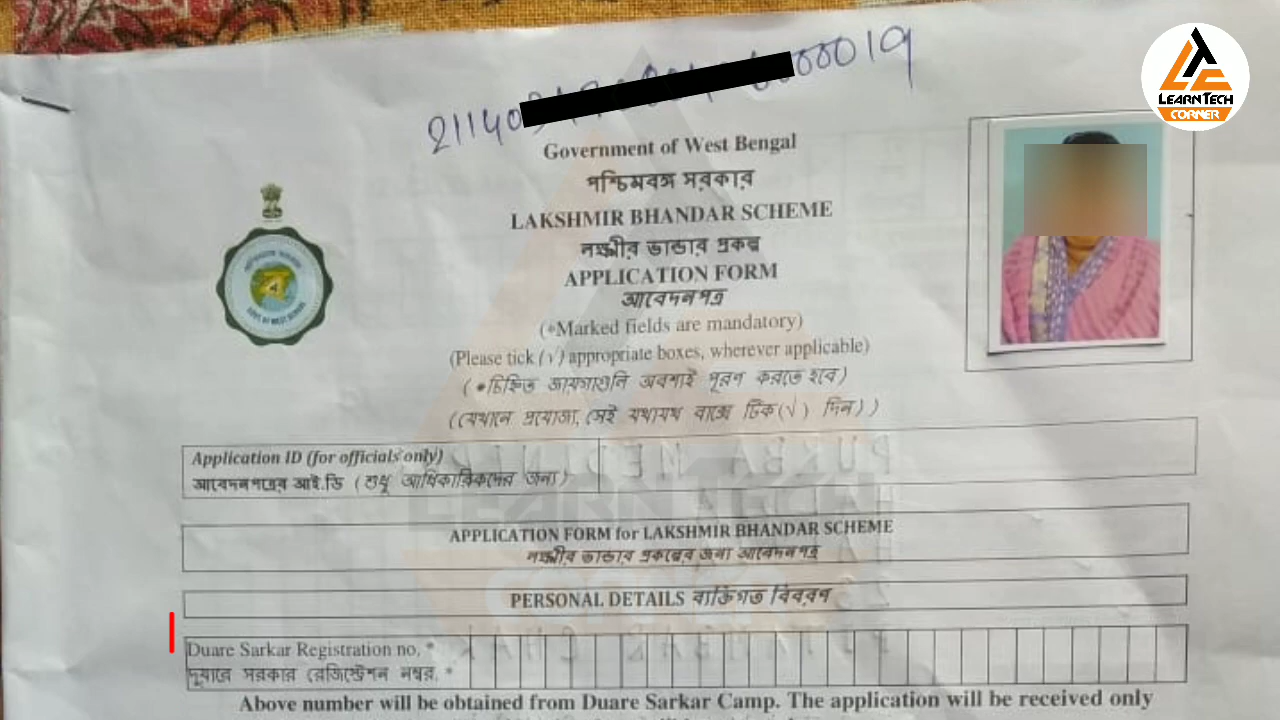 LEARNTECH
CORNER
Government of West Bengal
পশ্চিমবঙ্গ সরকার
LAKSHMIR BHANDAR SCHEME
লক্ষ্মীর ভান্ডার প্রকল্প
APPLICATION FORM
আবেদনপত্র
(*Marked fields are mandatory)
(Please tick (√) appropriate boxes, wherever applicable)
(*চিহ্নিত জায়গাগুলি অবশ্যই পূরণ করতে হবে)
((যেখানে প্রযোজ্য, সেই যথাযথ বাক্সে টিক(√) দিন))
Application ID (for officials only)
আবেদনপত্রের আই.ডি (শুধু আধিকারিকদের জন্য)
APPLICATION FORM for LAKSHMIR BHANDAR SCHEME
লক্ষ্মীর ভান্ডার প্রকল্পের জন্য আবেদনপত্র
PERSONAL DETAILS ব্যক্তিগত বিবরণ
Duare Sarkar Registration no. *
দুয়ারে সরকার রেজিস্ট্রেশন নম্বর. *
Above number will be obtained from Duare Sarkar Camp. The application will be received only